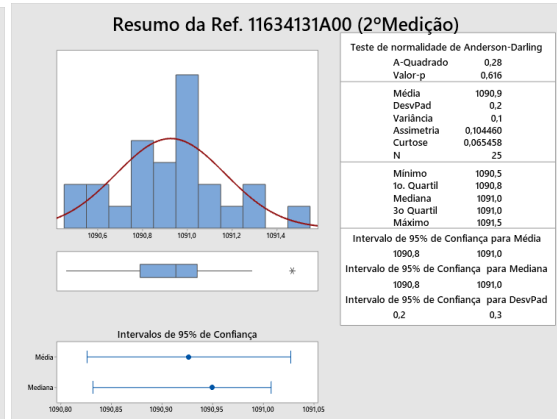 Resumo da Ref. 11634131A00 (2ºMedição)
Teste de normalidade de Anderson-Darling
A-Quadrado 0,28
Valor-p 0,616
Média 1090,9
DesvPad 0,2
Variância 0,1
Assimetria 0,104460
Curtose 0,065458
N 25
Mínimo 1090,5
1o. Quartil 1090,8
Mediana 1091,0
3o Quartil 1091,0
Máximo 1091,5
Intervalo de 95% de Confiança para Média
1090,8 1091,0
Intervalo de 95% de Confiança para Mediana
1090,8 1091,0
Intervalo de 95% de Confiança para DesvPad
0,2 0,3
1090,6 1090,8 1091,0 1091,2 1091,4
Intervalos de 95% de Confiança
Média
Mediana
1090,80 1090,85 1090,90 1090,95 1091,00 1091,05